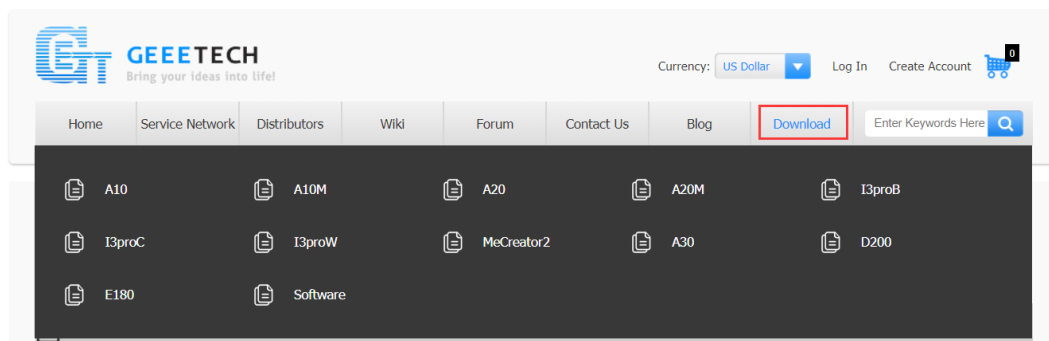 GEEETECH
Bring your ideas into life!
Currency: US Dollar Log In Create Account 0
Home Service Network Distributors Wiki Forum Contact Us Blog Download Enter Keywords Here
A10 A10M A20 A20M I3proB
I3proC I3proW MeCreator2 A30 D200
E180 Software